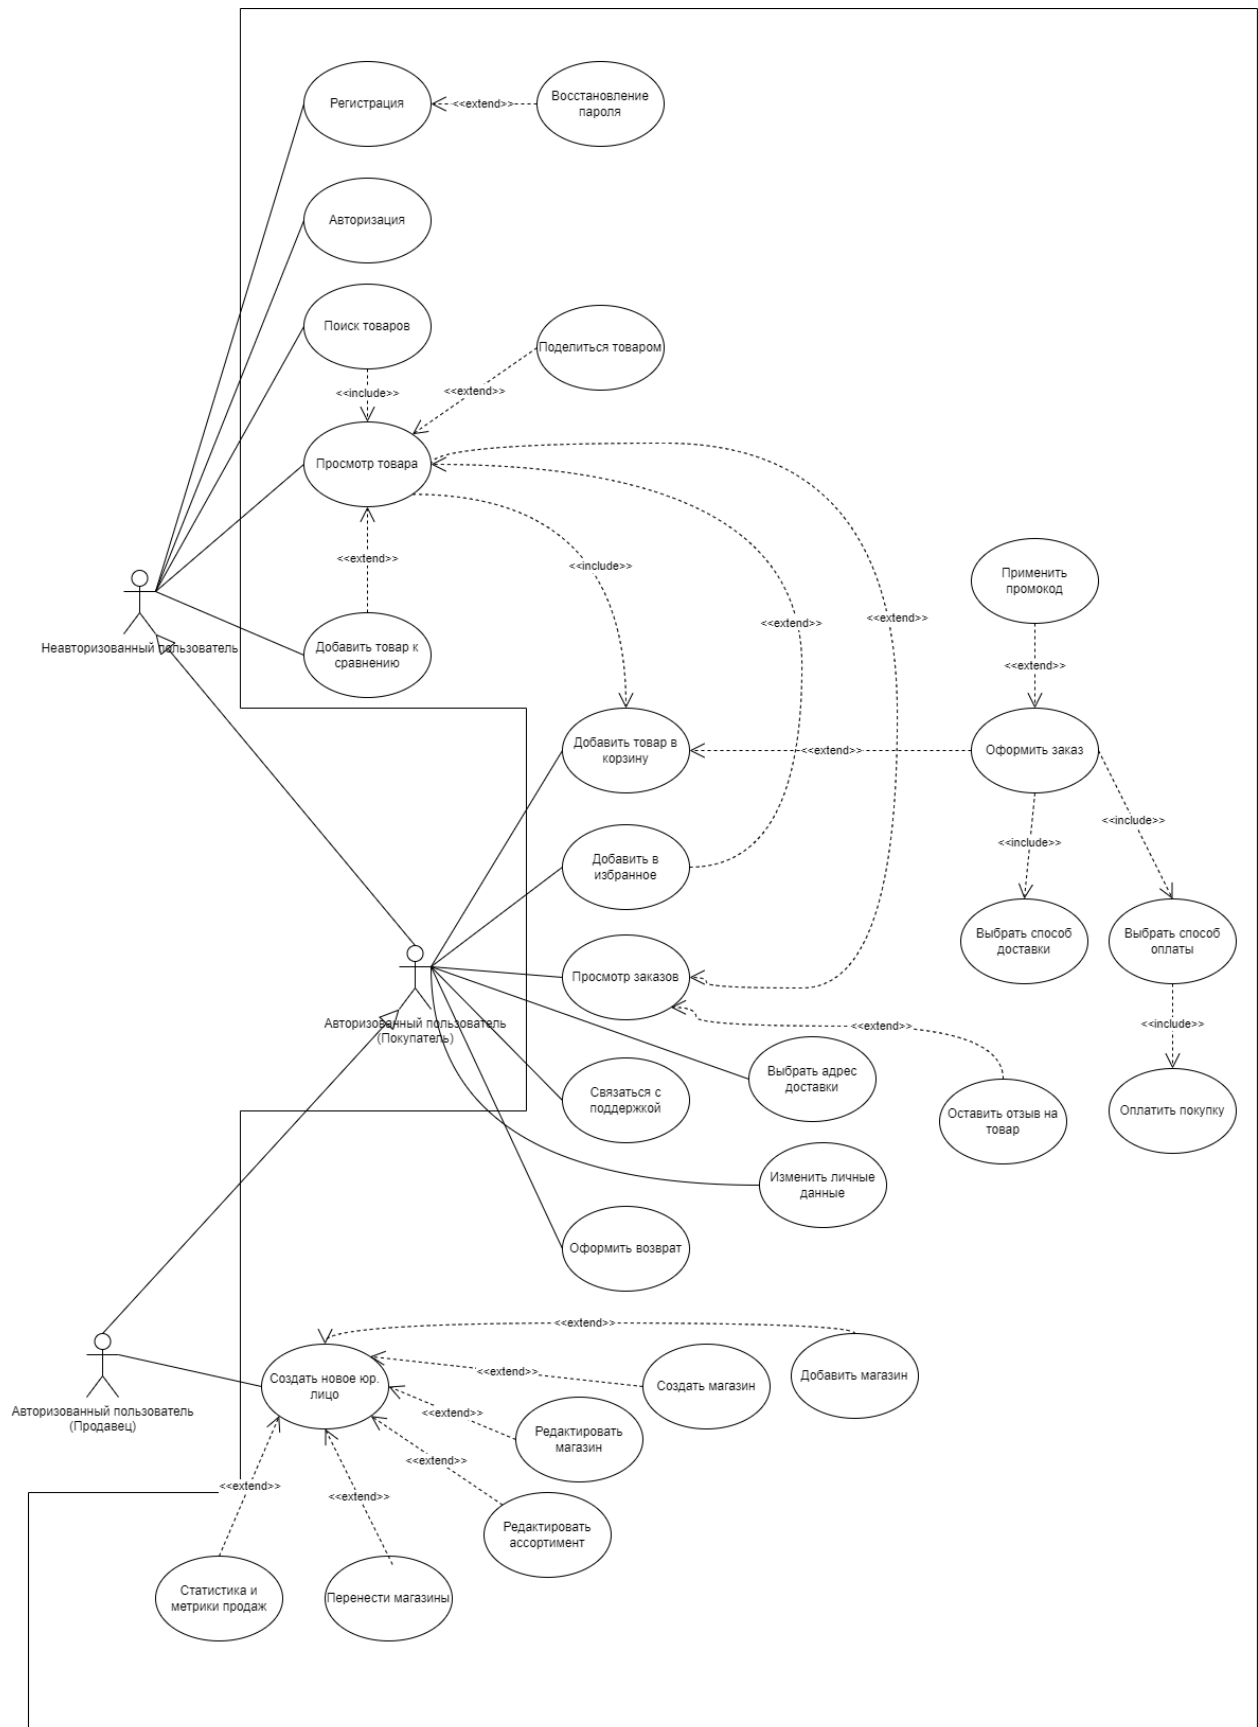 Регистрация
<<extend>>
Восстановление
пароля
Авторизация
Поиск товаров
Поделиться товаром
<<include>>
<<extend>>
Просмотр товара
<<extend>>
<<include>>
Применить
промокод
<<extend>>
<<extend>>
Неавторизованный пользователь
Добавить товар к
сравнению
<<extend>>
Добавить товар в
корзину
<<extend>>
Оформить заказ
<<include>>
<<include>>
Добавить в
избранное
Выбрать способ
доставки
Выбрать способ
оплаты
Просмотр заказов
Авторизованный пользователь
(Покупатель)
<<extend>>
<<include>>
Выбрать адрес
доставки
Связаться с
поддержкой
Оставить отзыв на
товар
Оплатить покупку
Изменить личные
данные
Оформить возврат
<<extend>>
Создать новое юр.
лицо
<<extend>>
Создать магазин
Добавить магазин
Авторизованный пользователь
(Продавец)
<<extend>>
Редактировать
магазин
<<extend>>
<<extend>>
<<extend>>
Редактировать
ассортимент
Статистика и
метрики продаж
Перенести магазины